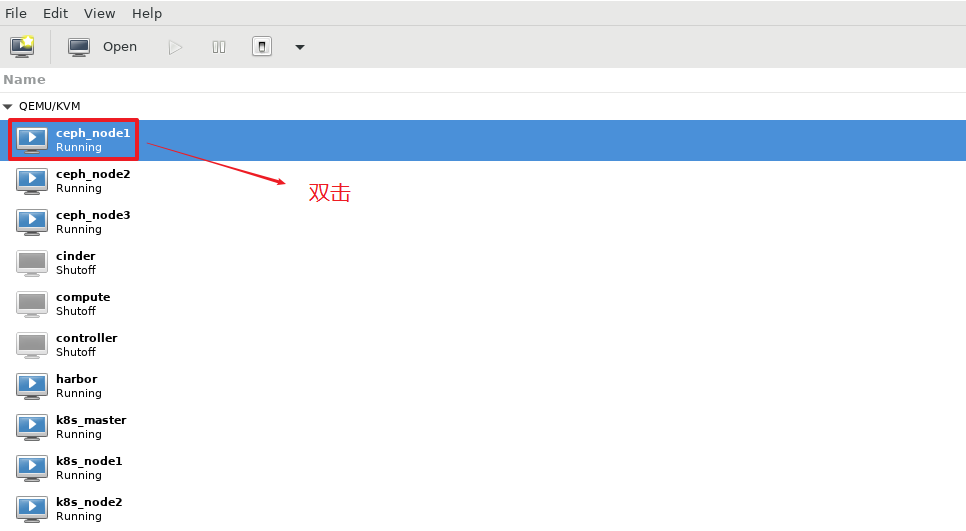 File Edit View Help
Open
Name
QEMU/KVM
ceph_node1
Running
双击
ceph_node2
Running
ceph_node3
Running
cinder
Shutoff
compute
Shutoff
controller
Shutoff
harbor
Running
k8s_master
Running
k8s_node1
Running
k8s_node2
Running